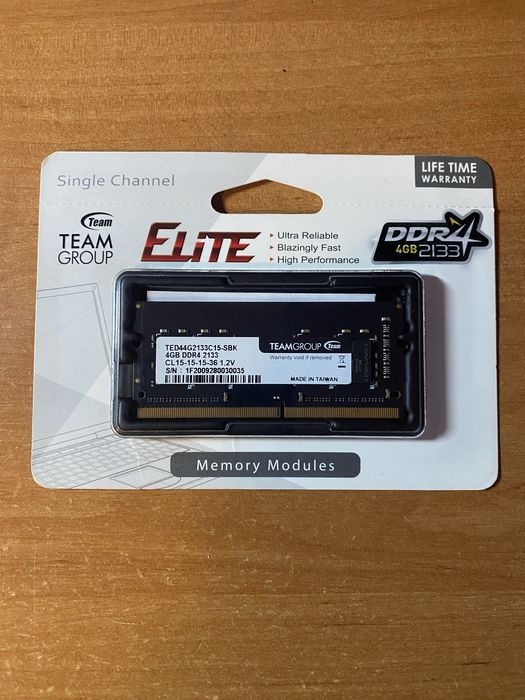 Single Channel
LIFE TIME
WARRANTY
Team
TEAM
GROUP
ELITE
Ultra Reliable
Blazingly Fast
High Performance
DDR4
4GB 2133
TED44G2133C15-SBK
4GB DDR4 2133
CL15-15-15-36 1.2V
S/N : 1F2009280030035
TEAMGROUP Team
Warranty void if removed
MADE IN TAIWAN
Memory Modules